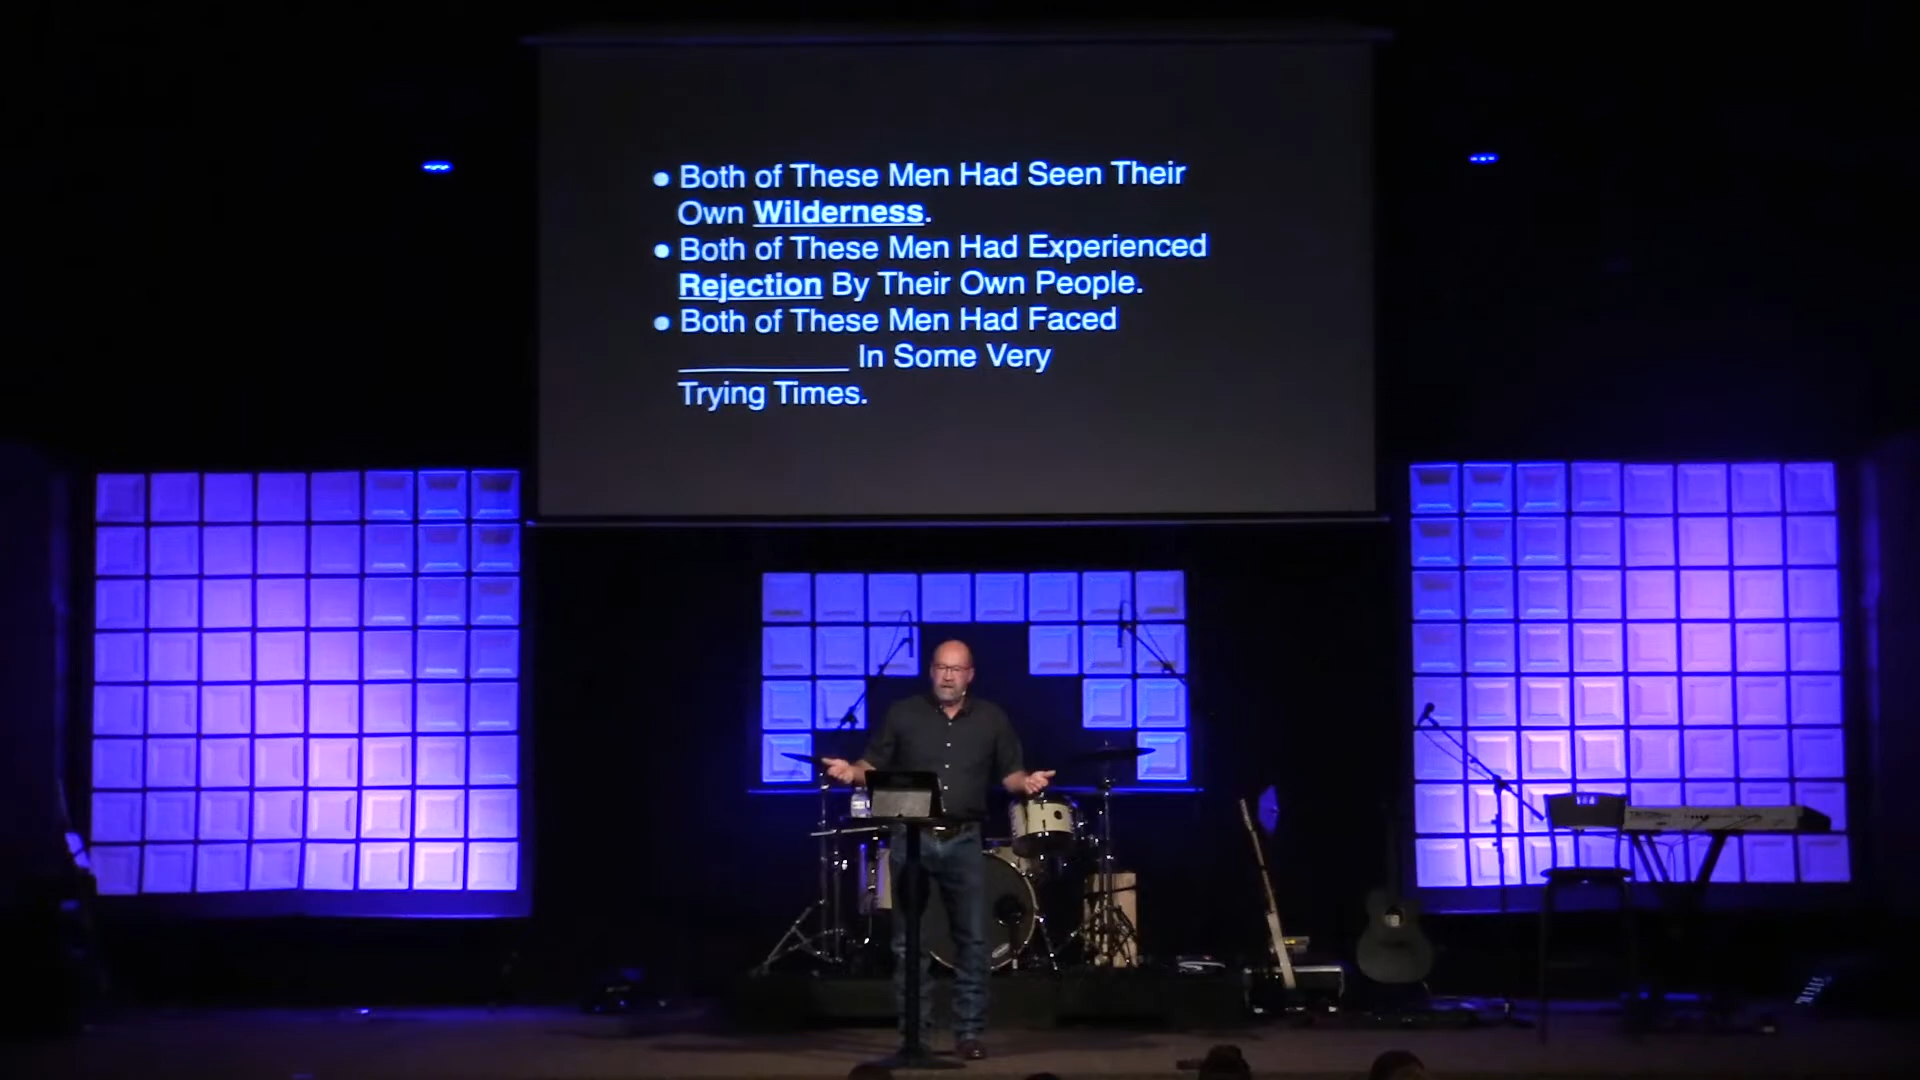 ● Both of These Men Had Seen Their
Own Wilderness.
● Both of These Men Had Experienced
Rejection By Their Own People.
● Both of These Men Had Faced
__________ In Some Very
Trying Times.